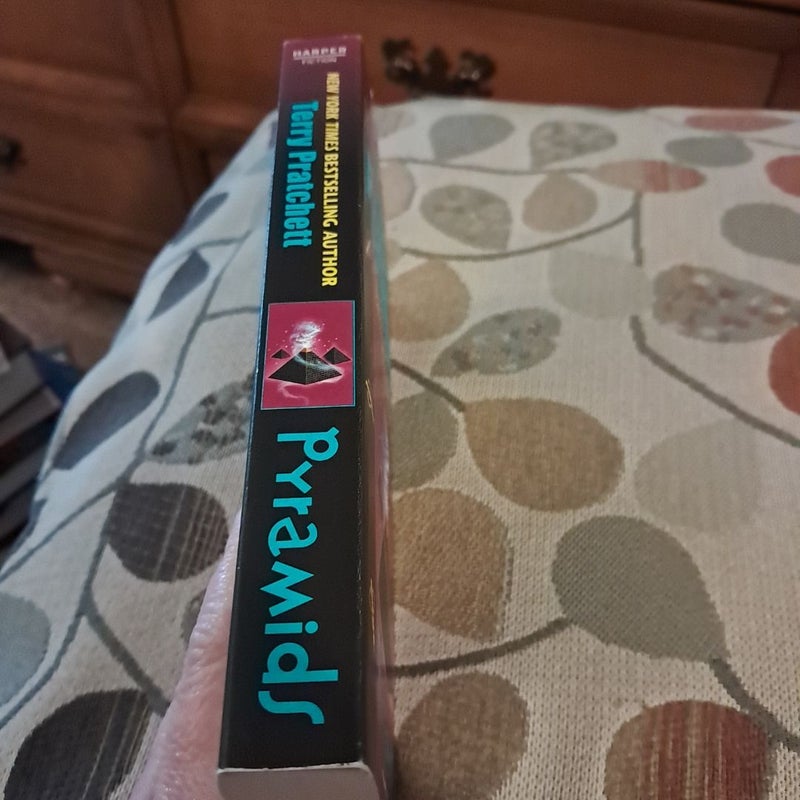 HARPER
FICTION
NEW YORK TIMES BESTSELLING AUTHOR
Terry Pratchett
Pyramids